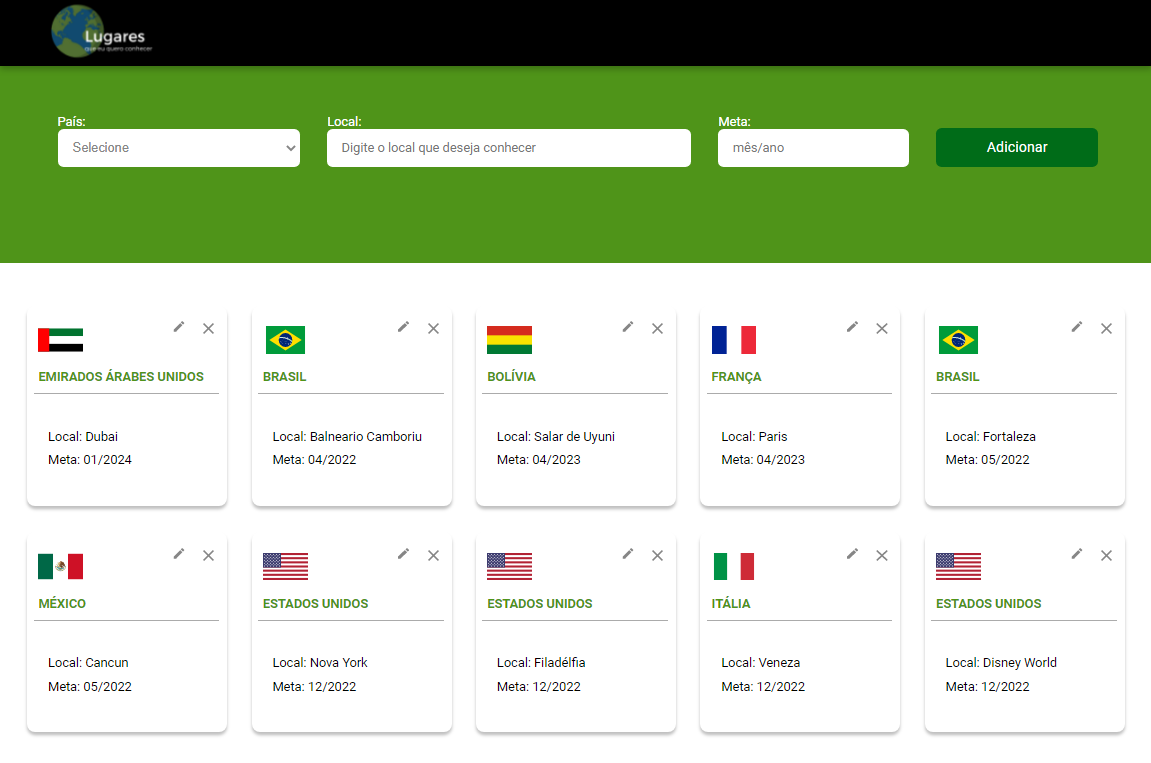 Lugares
que eu quero conhecer
País:
Local:
Meta:
Selecione
Digite o local que deseja conhecer
mês/ano
Adicionar
EMIRADOS ÁRABES UNIDOS
Local: Dubai
Meta: 01/2024
BRASIL
Local: Balneario Camboriu
Meta: 04/2022
BOLÍVIA
Local: Salar de Uyuni
Meta: 04/2023
FRANÇA
Local: Paris
Meta: 04/2023
BRASIL
Local: Fortaleza
Meta: 05/2022
MÉXICO
Local: Cancun
Meta: 05/2022
ESTADOS UNIDOS
Local: Nova York
Meta: 12/2022
ESTADOS UNIDOS
Local: Filadélfia
Meta: 12/2022
ITÁLIA
Local: Veneza
Meta: 12/2022
ESTADOS UNIDOS
Local: Disney World
Meta: 12/2022